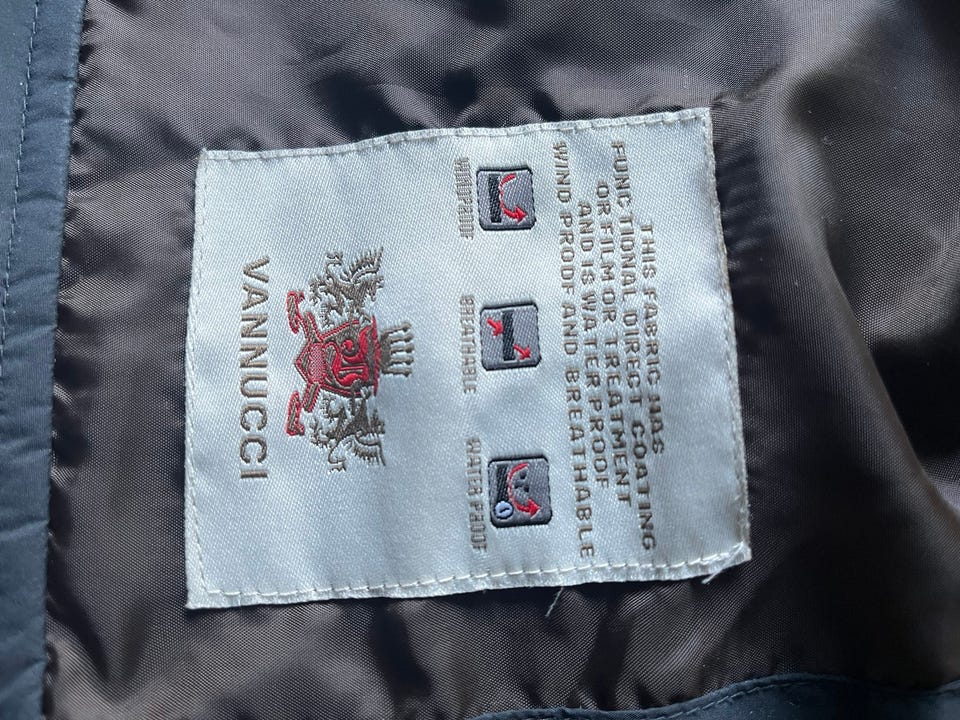 THIS FABRIC HAS
FUNCTIONAL DIRECT COATING
OR FILM OR TREATMENT
AND IS WATER PROOF
WIND PROOF AND BREATHABLE
WINDPROOF BREATHABLE WATER PROOF
VANNUCCI